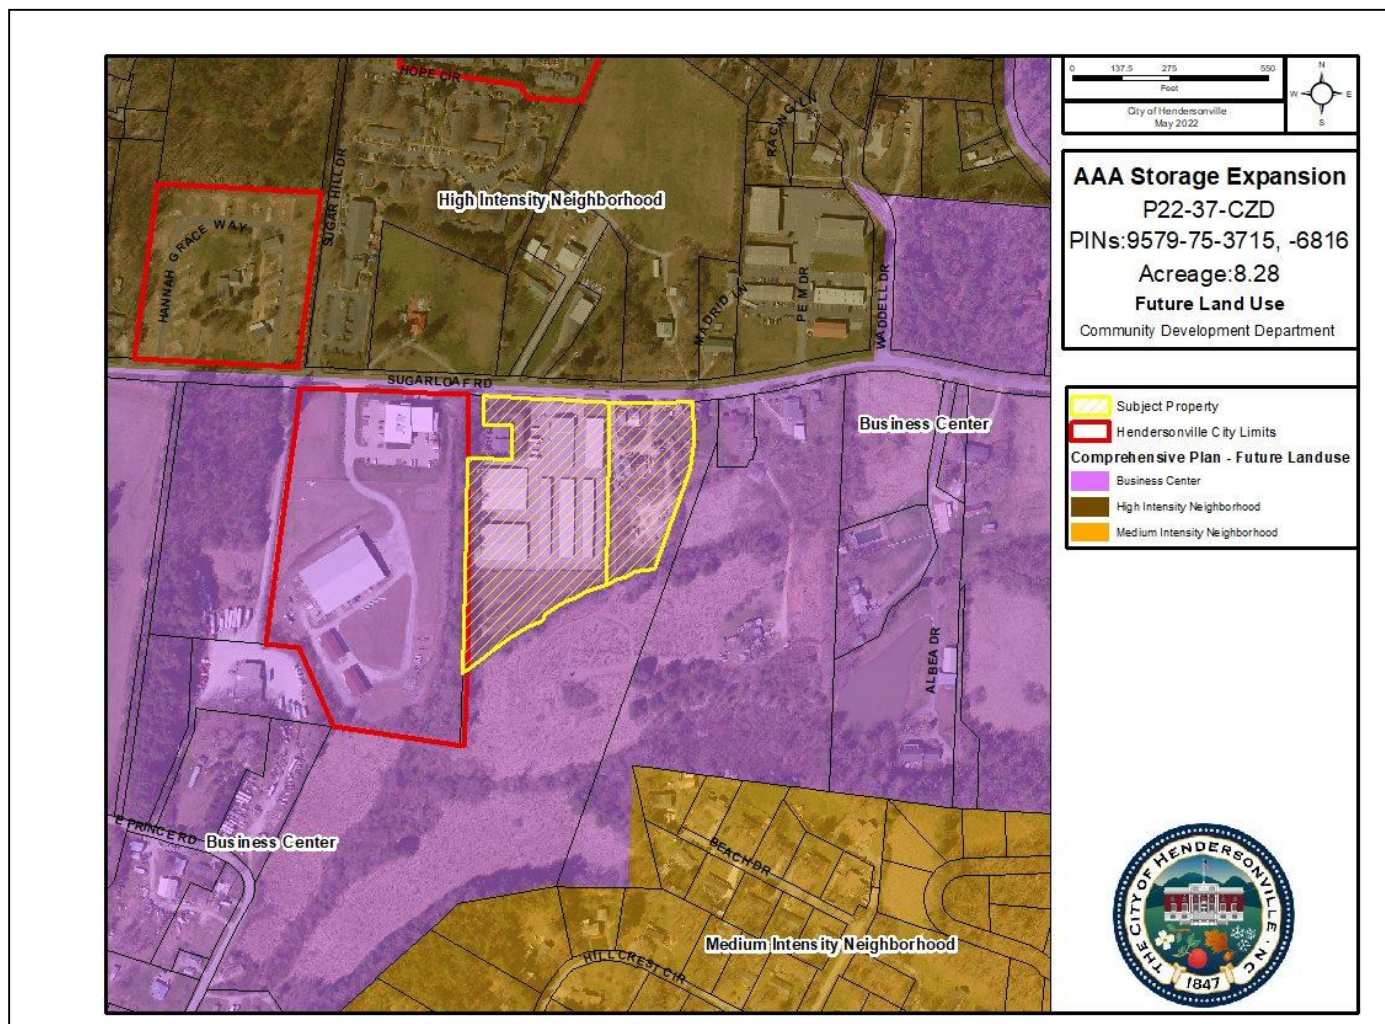 HOPE CIR
RACING LN
SUGAR HILL DR
High Intensity Neighborhood
HANNAH GRACE WAY
MADRID LN
PEM DR
WADDELL DR
SUGARLOAF RD
Business Center
ALBEA DR
E PRINCE RD
Business Center
BEACH DR
Medium Intensity Neighborhood
HILLCREST CIR
0 137.5 275 550
Feet
City of Hendersonville
May 2022
N
W E
S
AAA Storage Expansion
P22-37-CZD
PINs:9579-75-3715, -6816
Acreage:8.28
Future Land Use
Community Development Department
Subject Property
Hendersonville City Limits
Comprehensive Plan - Future Landuse
Business Center
High Intensity Neighborhood
Medium Intensity Neighborhood
THE CITY OF HENDERSONVILLE · NC
1847